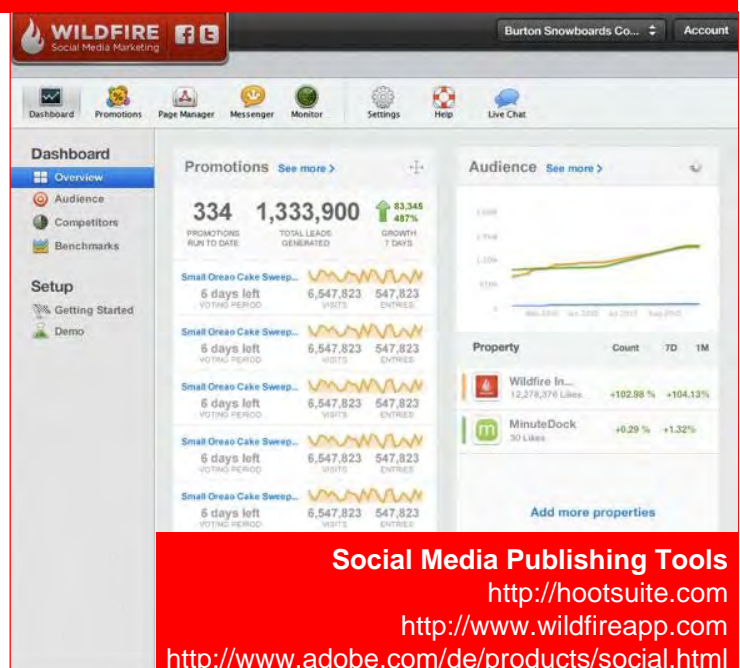 WILDFIRE
Social Media Marketing
Burton Snowboards Co...
Account
Dashboard
Promotions
Page Manager
Messenger
Monitor
Settings
Help
Live Chat
Dashboard
Overview
Audience
Competitors
Benchmarks
Setup
Getting Started
Demo
Promotions See more >
334 1,333,900 83,345
487%
PROMOTIONS TOTAL LEADS GROWTH
RUN TO DATE GENERATED 7 DAYS
Small Oreao Cake Sweep...
6 days left 6,547,823 547,823
VOTING PERIOD VISITS ENTRIES
Small Oreao Cake Sweep...
6 days left 6,547,823 547,823
VOTING PERIOD VISITS ENTRIES
Small Oreao Cake Sweep...
6 days left 6,547,823 547,823
VOTING PERIOD VISITS ENTRIES
Small Oreao Cake Sweep...
6 days left 6,547,823 547,823
VOTING PERIOD VISITS ENTRIES
Small Oreao Cake Sweep...
6 days left 6,547,823 547,823
VOTING PERIOD VISITS ENTRIES
Audience See more >
Property Count 7D 1M
Wildfire In...
12,278,376 Likes +102.98 % +104.13%
MinuteDock
30 Likes +0.29 % +1.32%
Add more properties
Social Media Publishing Tools
http://hootsuite.com
http://www.wildfireapp.com
http://www.adobe.com/de/products/social.html